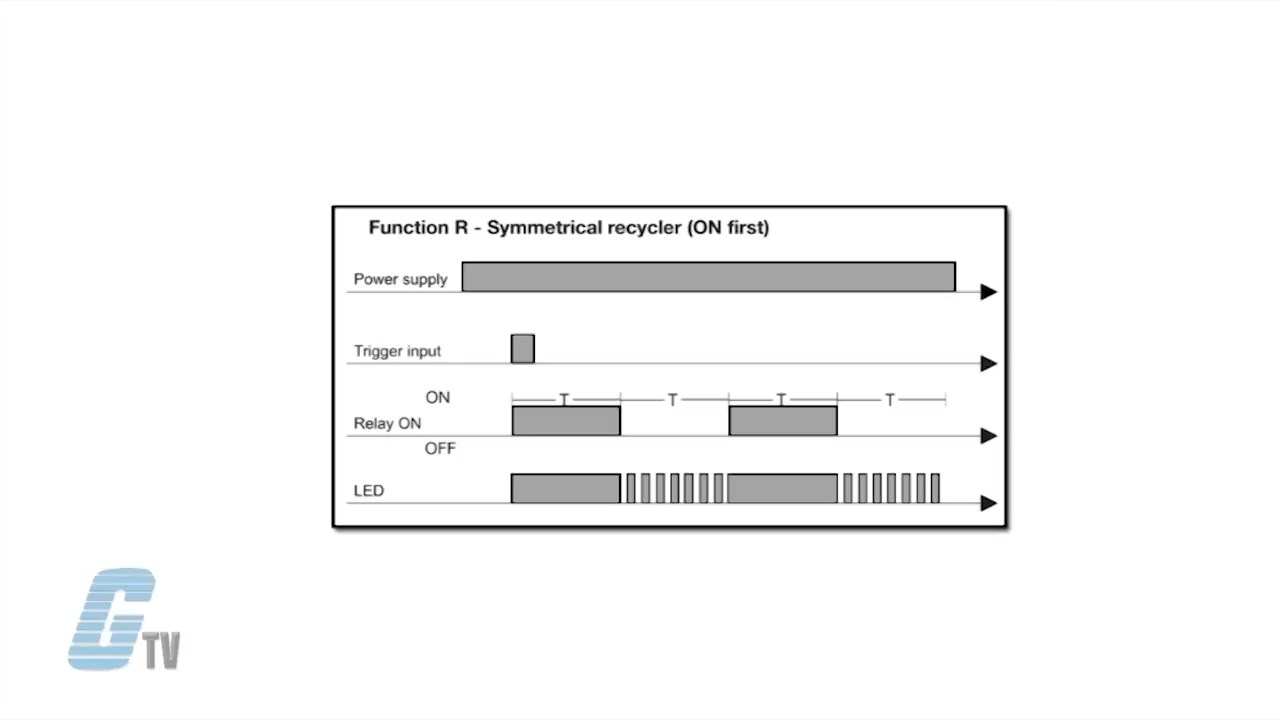 Function R - Symmetrical recycler (ON first)
Power supply
Trigger input
ON
T T T T
Relay ON
OFF
LED
G TV